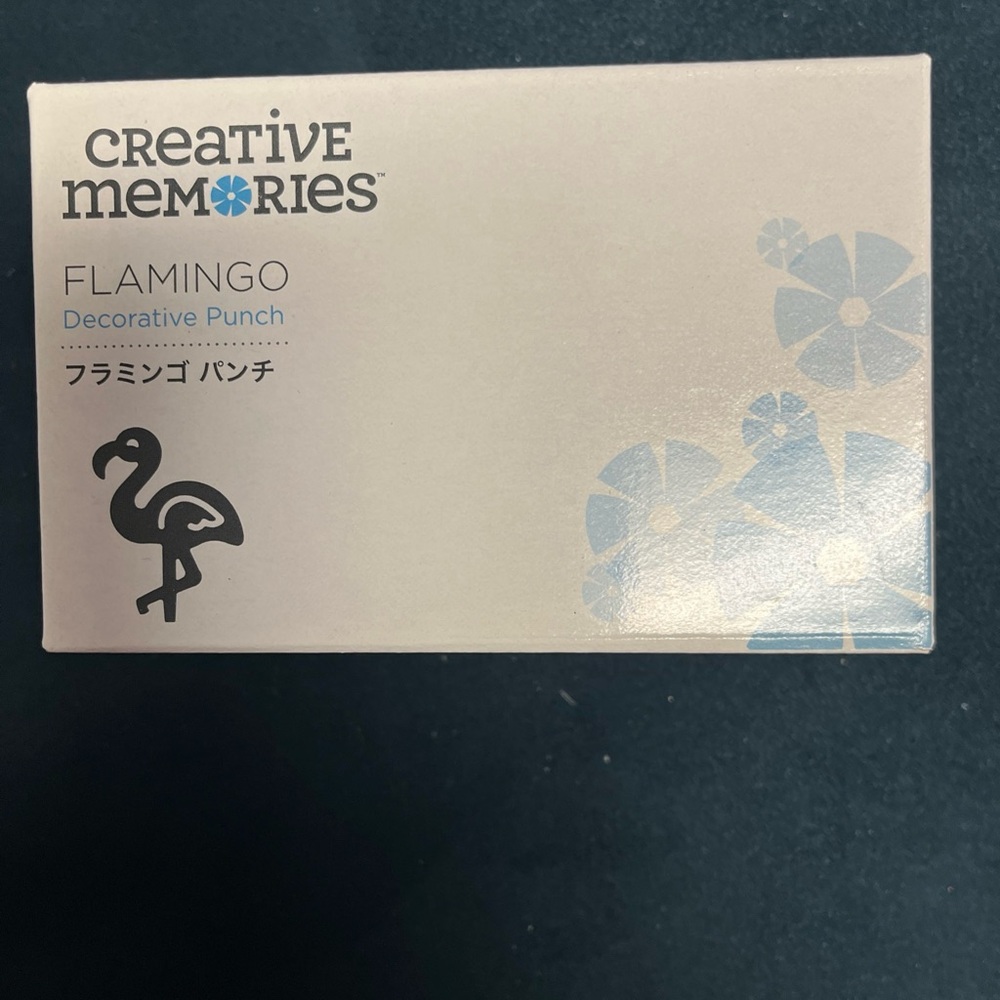 CReaTiVE
meMORIES™
FLAMINGO
Decorative Punch
フラミンゴ パンチ